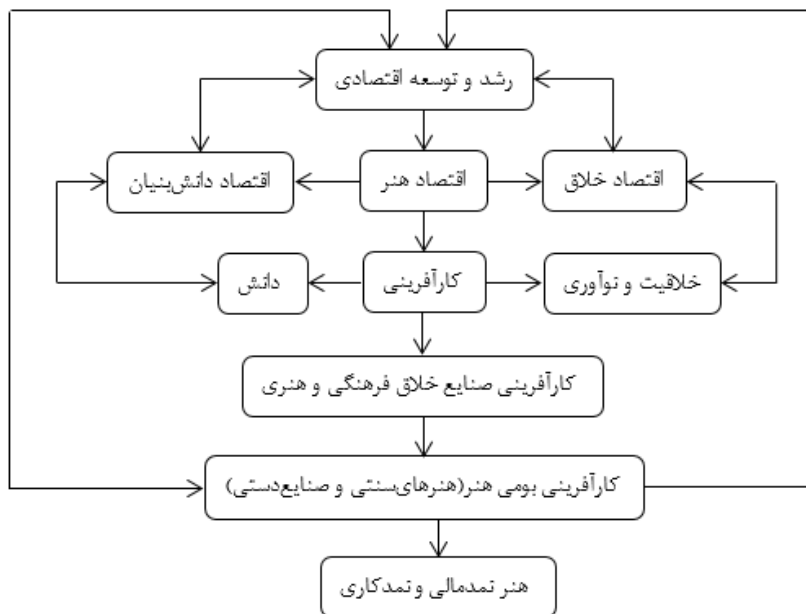 رشد و توسعه اقتصادی
اقتصاد خلاق
اقتصاد هنر
اقتصاد دانش‌بنیان
خلاقیت و نوآوری
کارآفرینی
دانش
کارآفرینی صنایع خلاق فرهنگی و هنری
کارآفرینی بومی هنر(هنرهای‌سنتی و صنایع‌دستی)
هنر نمدمالی و نمدکاری